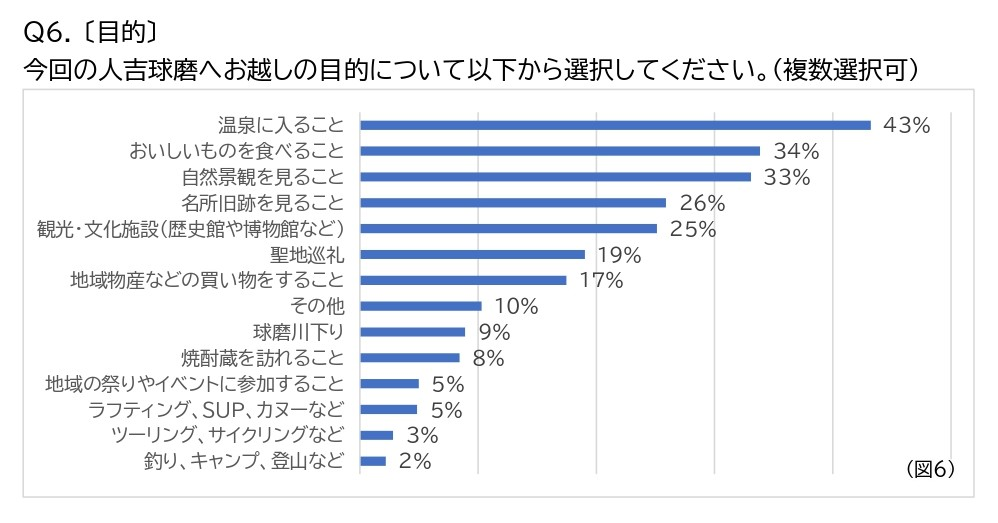 Q6.〔目的〕
今回の人吉球磨へお越しの目的について以下から選択してください。（複数選択可）
温泉に入ること 43%
おいしいものを食べること 34%
自然景観を見ること 33%
名所旧跡を見ること 26%
観光・文化施設（歴史館や博物館など） 25%
聖地巡礼 19%
地域物産などの買い物をすること 17%
その他 10%
球磨川下り 9%
焼酎蔵を訪れること 8%
地域の祭りやイベントに参加すること 5%
ラフティング、SUP、カヌーなど 5%
ツーリング、サイクリングなど 3%
釣り、キャンプ、登山など 2%
（図6）